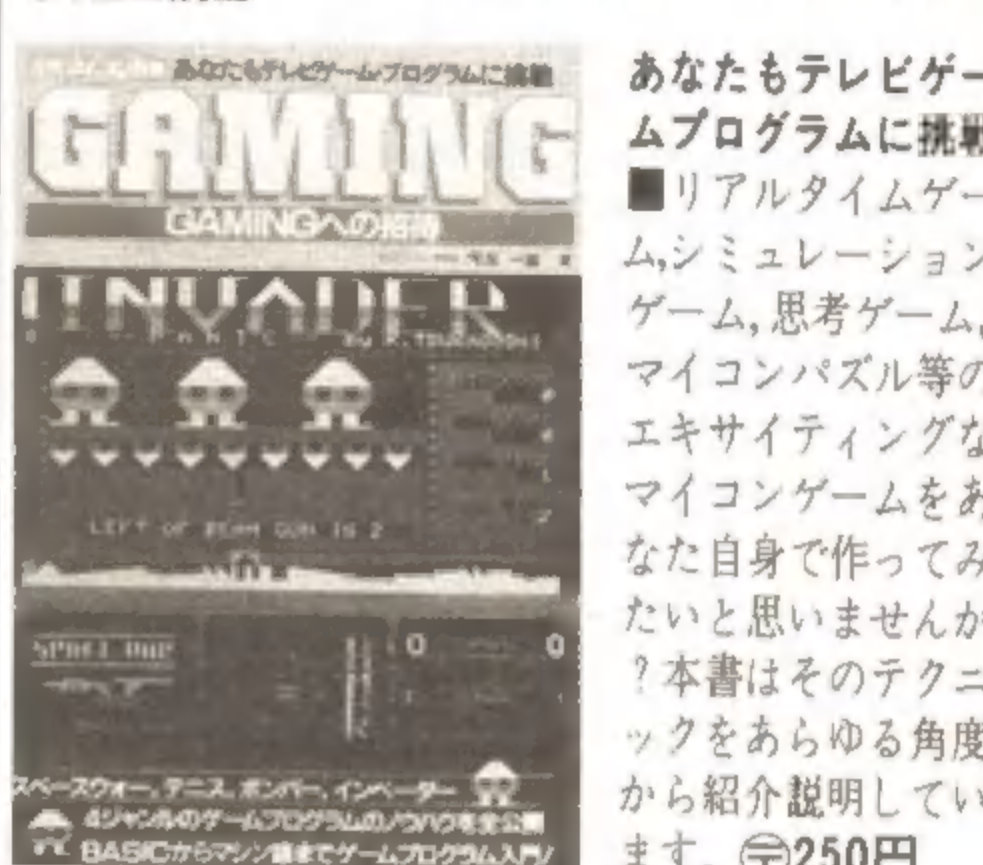 あなたもテレビゲームプログラムに挑戦
GAMING
GAMINGへの招待
INVADER
PANIC
LEFT OF BEAM GUN IS 2
0 0
スペースウォー、テニス、ボンバー、インベーダー
4ジャンルのゲームプログラムのノウハウを全公開
BASICからマシン語までゲームプログラム入門/
あなたもテレビゲー
ムプログラムに挑戦
■リアルタイムゲー
ム,シミュレーション
ゲーム,思考ゲーム,
マイコンパズル等の
エキサイティングな
マイコンゲームをあ
なた自身で作ってみ
たいと思いませんか
?本書はそのテクニ
ックをあらゆる角度
から紹介説明してい
ます。〒250円